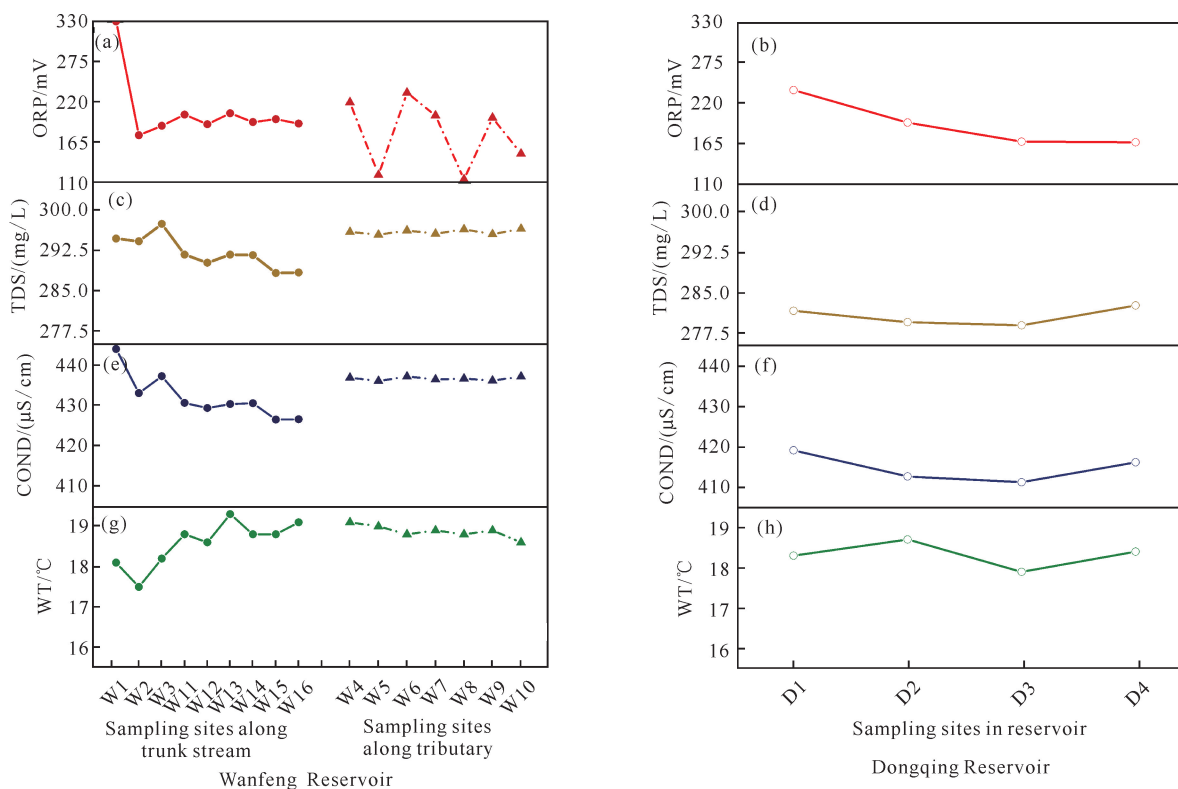 330
(a)
275
220
165
110
ORP/mV
(c)
300.0
292.5
285.0
277.5
TDS/(mg/L)
(e)
440
430
420
410
COND/(μS/cm)
(g)
19
18
17
16
WT/℃
W1 W2 W3 W11 W12 W13 W14 W15 W16 W4 W5 W6 W7 W8 W9 W10
Sampling sites along
trunk stream
Sampling sites
along tributary
Wanfeng Reservoir
330
(b)
275
220
165
110
ORP/mV
(d)
300.0
292.5
285.0
277.5
TDS/(mg/L)
(f)
440
430
420
410
COND/(μS/cm)
(h)
19
18
17
16
WT/℃
D1 D2 D3 D4
Sampling sites in reservoir
Dongqing Reservoir